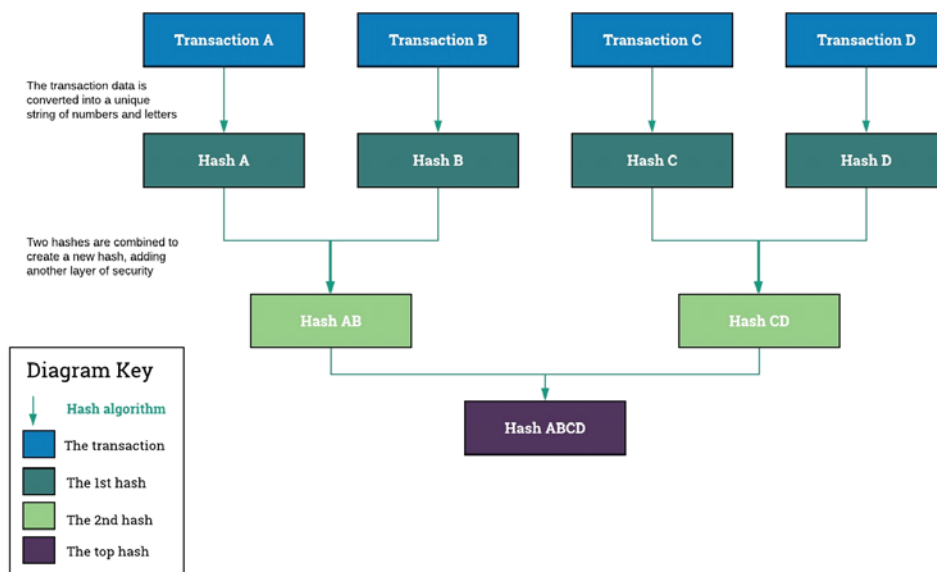 Transaction A
Transaction B
Transaction C
Transaction D
The transaction data is
converted into a unique
string of numbers and letters
Hash A
Hash B
Hash C
Hash D
Two hashes are combined to
create a new hash, adding
another layer of security
Hash AB
Hash CD
Hash ABCD
Diagram Key
Hash algorithm
The transaction
The 1st hash
The 2nd hash
The top hash